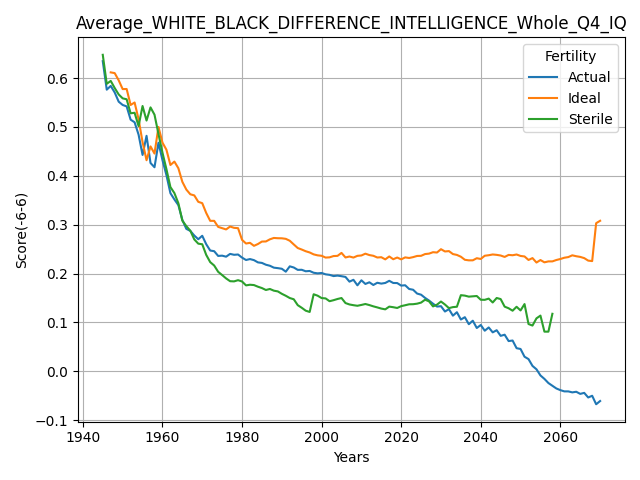 Average_WHITE_BLACK_DIFFERENCE_INTELLIGENCE_Whole_Q4_IQ
Fertility
Actual
Ideal
Sterile
Score(-6-6)
0.6
0.5
0.4
0.3
0.2
0.1
0.0
−0.1
1940
1960
1980
2000
2020
2040
2060
Years